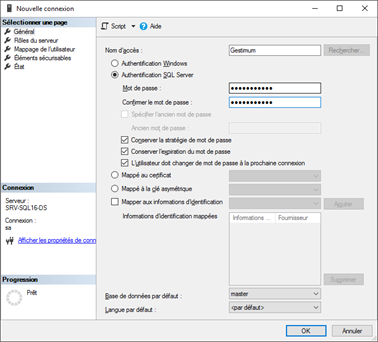 Nouvelle connexion
Sélectionner une page
Général
Rôles du serveur
Mappage de l'utilisateur
Éléments sécurisables
État
Script
Aide
Nom d'accès : Gestimum Rechercher...
Authentification Windows
Authentification SQL Server
Mot de passe : ●●●●●●●●●●●
Confirmer le mot de passe : ●●●●●●●●●●●
Spécifier l'ancien mot de passe
Ancien mot de passe :
Conserver la stratégie de mot de passe
Conserver l'expiration du mot de passe
L'utilisateur doit changer de mot de passe à la prochaine connexion
Mappé au certificat
Mappé à la clé asymétrique
Mapper aux informations d'identification Ajouter
Informations d'identification mappées Informations ... Fournisseur
Supprimer
Base de données par défaut : master
Langue par défaut : <par défaut>
Connexion
Serveur :
SRV-SQL16-DS
Connexion :
sa
Afficher les propriétés de conn
Progression
Prêt
OK Annuler